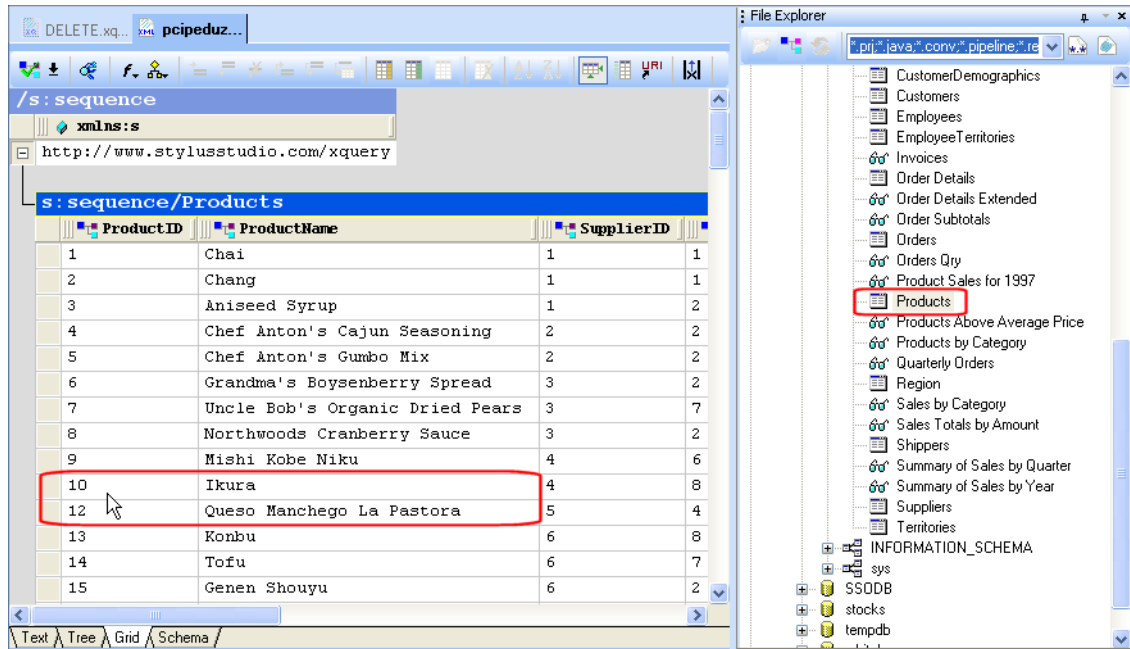 DELETE.xq... pcipeduz...
/s:sequence
xmlns:s
http://www.stylusstudio.com/xquery
s:sequence/Products
ProductID ProductName SupplierID
1 Chai 1 1
2 Chang 1 1
3 Aniseed Syrup 1 2
4 Chef Anton's Cajun Seasoning 2 2
5 Chef Anton's Gumbo Mix 2 2
6 Grandma's Boysenberry Spread 3 2
7 Uncle Bob's Organic Dried Pears 3 7
8 Northwoods Cranberry Sauce 3 2
9 Mishi Kobe Niku 4 6
10 Ikura 4 8
12 Queso Manchego La Pastora 5 4
13 Konbu 6 8
14 Tofu 6 7
15 Genen Shouyu 6 2
Text Tree Grid Schema
File Explorer
*.prj;*.java;*.conv;*.pipeline;*.re
CustomerDemographics
Customers
Employees
EmployeeTerritories
Invoices
Order Details
Order Details Extended
Order Subtotals
Orders
Orders Qry
Product Sales for 1997
Products
Products Above Average Price
Products by Category
Quarterly Orders
Region
Sales by Category
Sales Totals by Amount
Shippers
Summary of Sales by Quarter
Summary of Sales by Year
Suppliers
Territories
INFORMATION_SCHEMA
sys
SSODB
stocks
tempdb